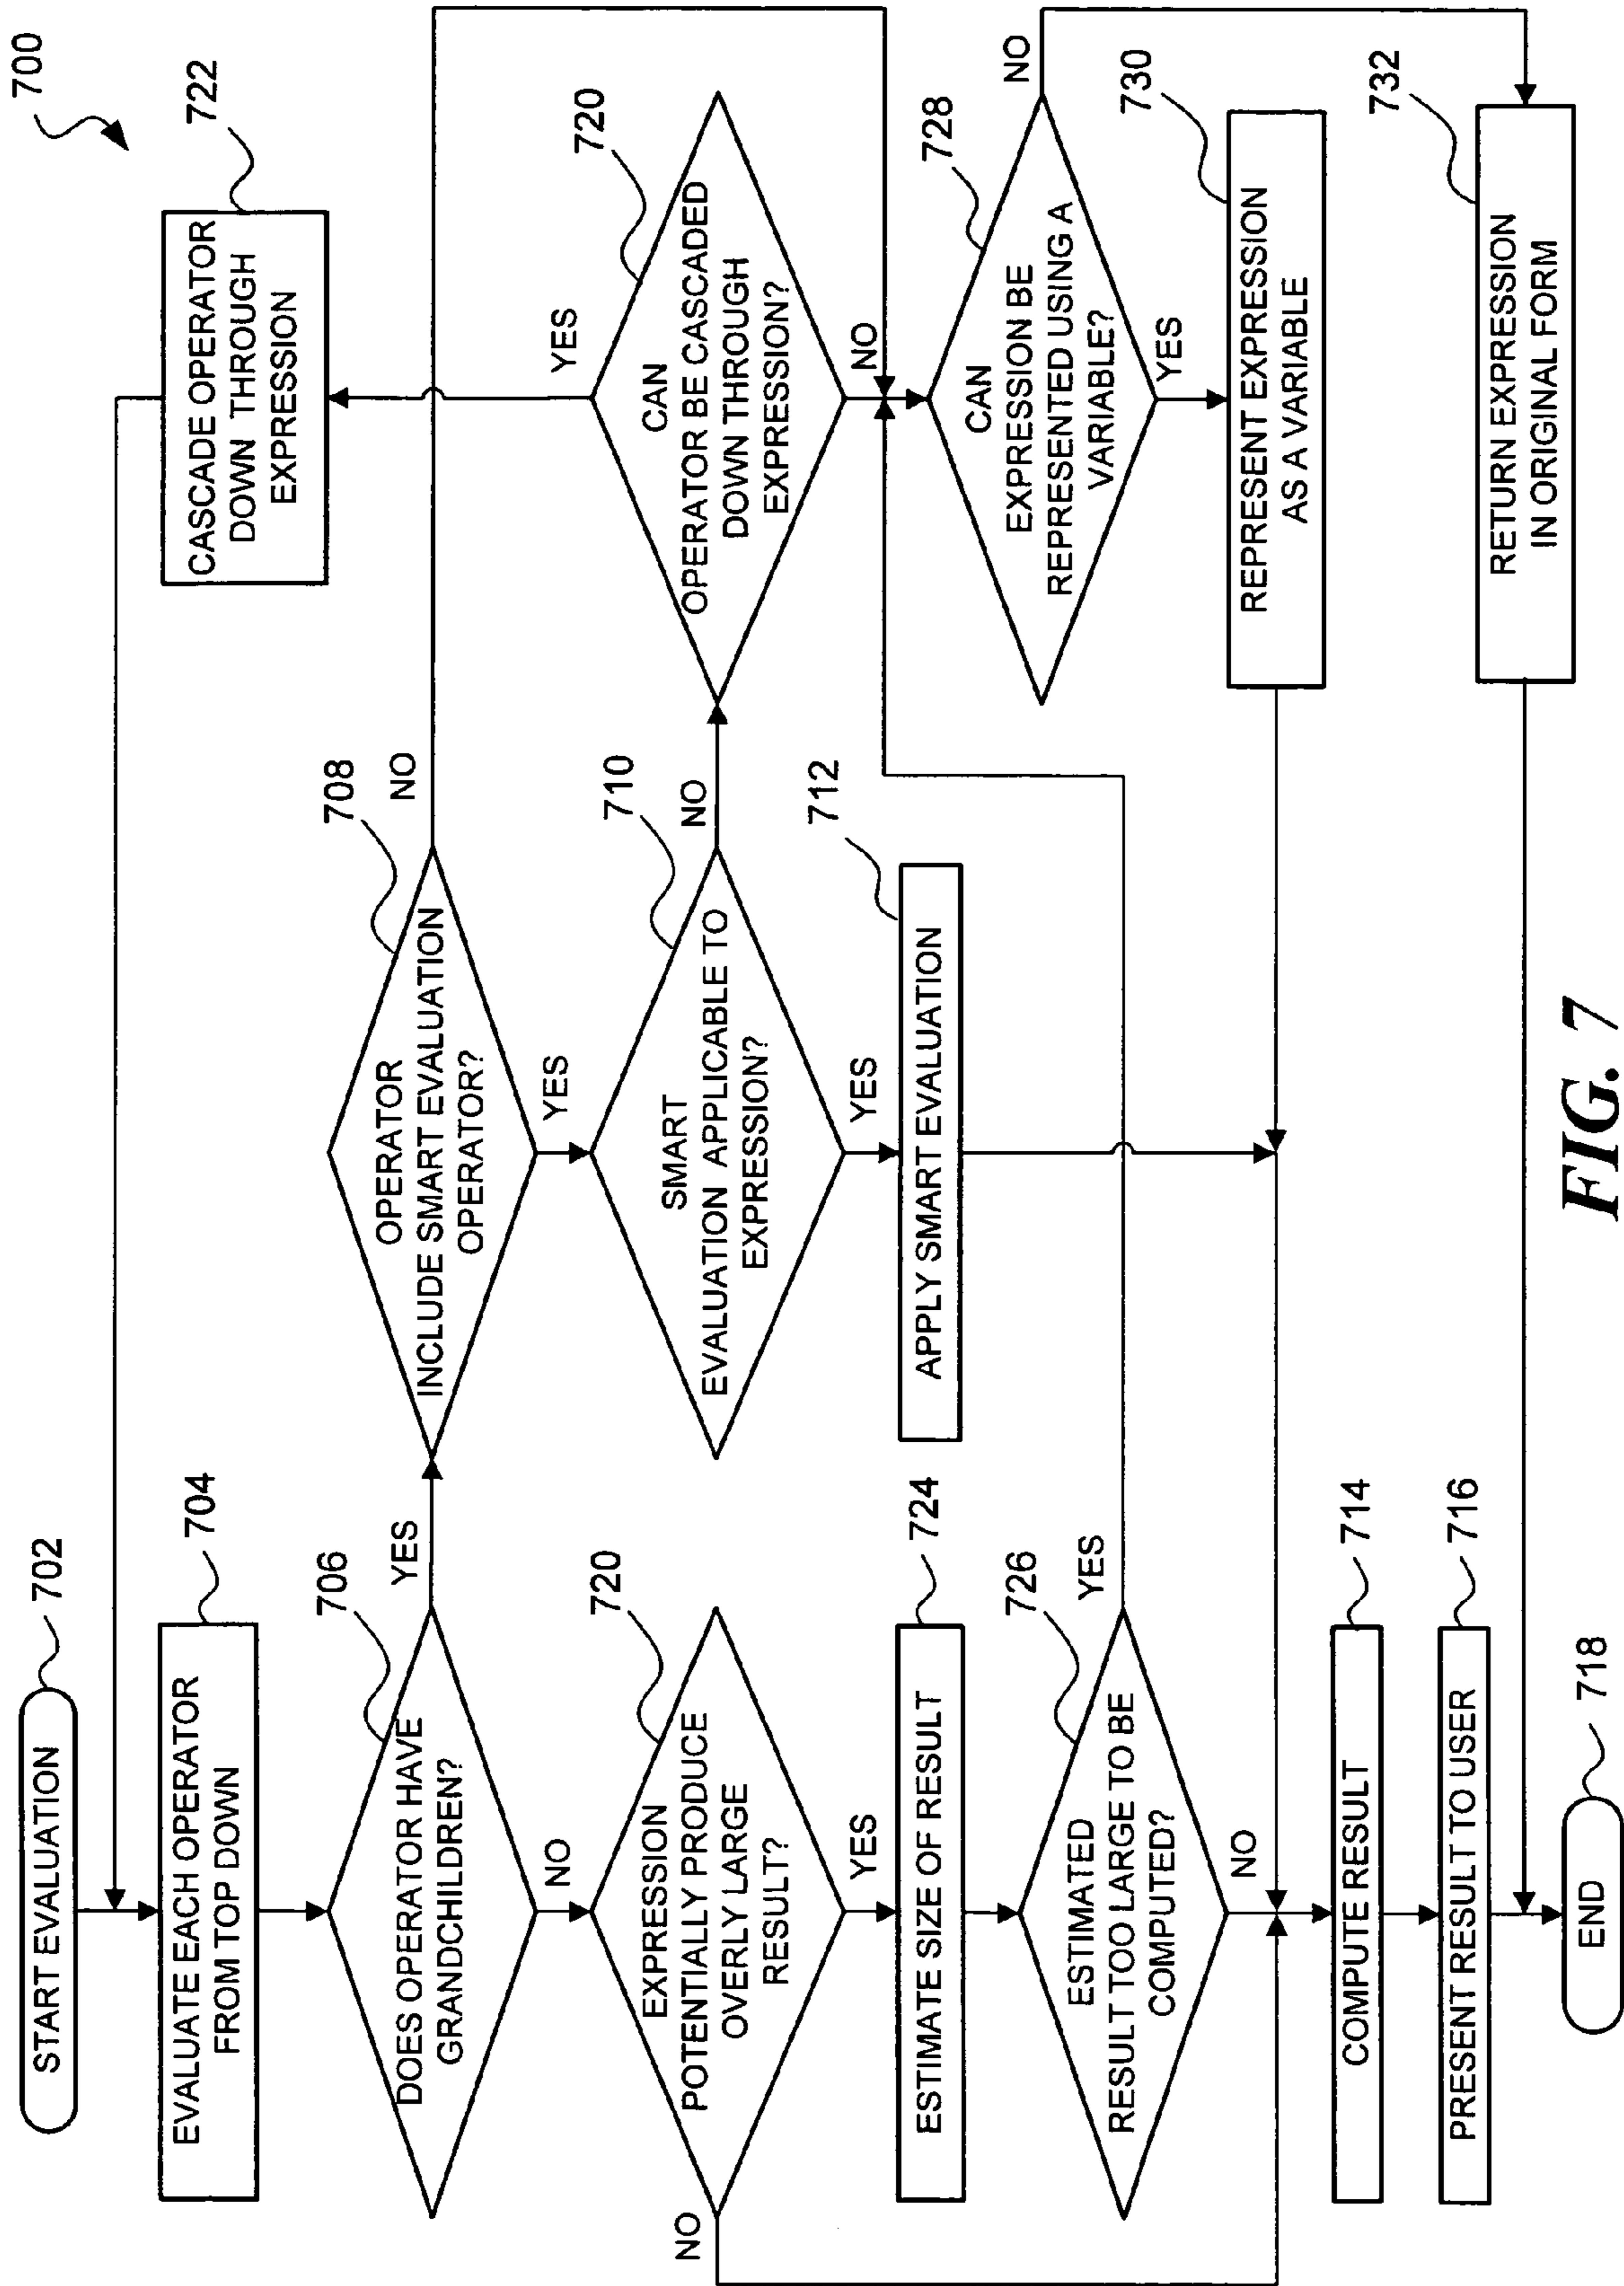 700
START EVALUATION
702
EVALUATE EACH OPERATOR
FROM TOP DOWN
704
DOES OPERATOR HAVE
GRANDCHILDREN?
706
YES
NO
EXPRESSION
POTENTIALLY PRODUCE
OVERLY LARGE
RESULT?
720
NO
YES
ESTIMATE SIZE OF RESULT
724
ESTIMATED
RESULT TOO LARGE TO BE
COMPUTED?
726
YES
NO
COMPUTE RESULT
714
PRESENT RESULT TO USER
716
END
718
OPERATOR
INCLUDE SMART EVALUATION
OPERATOR?
708
NO
YES
SMART
EVALUATION APPLICABLE TO
EXPRESSION?
710
NO
YES
APPLY SMART EVALUATION
712
CASCADE OPERATOR
DOWN THROUGH
EXPRESSION
722
YES
CAN
OPERATOR BE CASCADED
DOWN THROUGH
EXPRESSION?
720
NO
CAN
EXPRESSION BE
REPRESENTED USING A
VARIABLE?
728
NO
YES
REPRESENT EXPRESSION
AS A VARIABLE
730
RETURN EXPRESSION
IN ORIGINAL FORM
732
FIG. 7